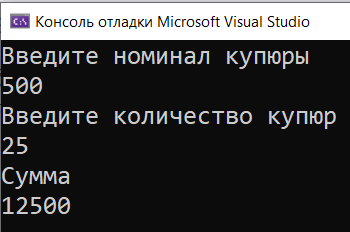 Консоль отладки Microsoft Visual Studio
Введите номинал купюры
500
Введите количество купюр
25
Сумма
12500